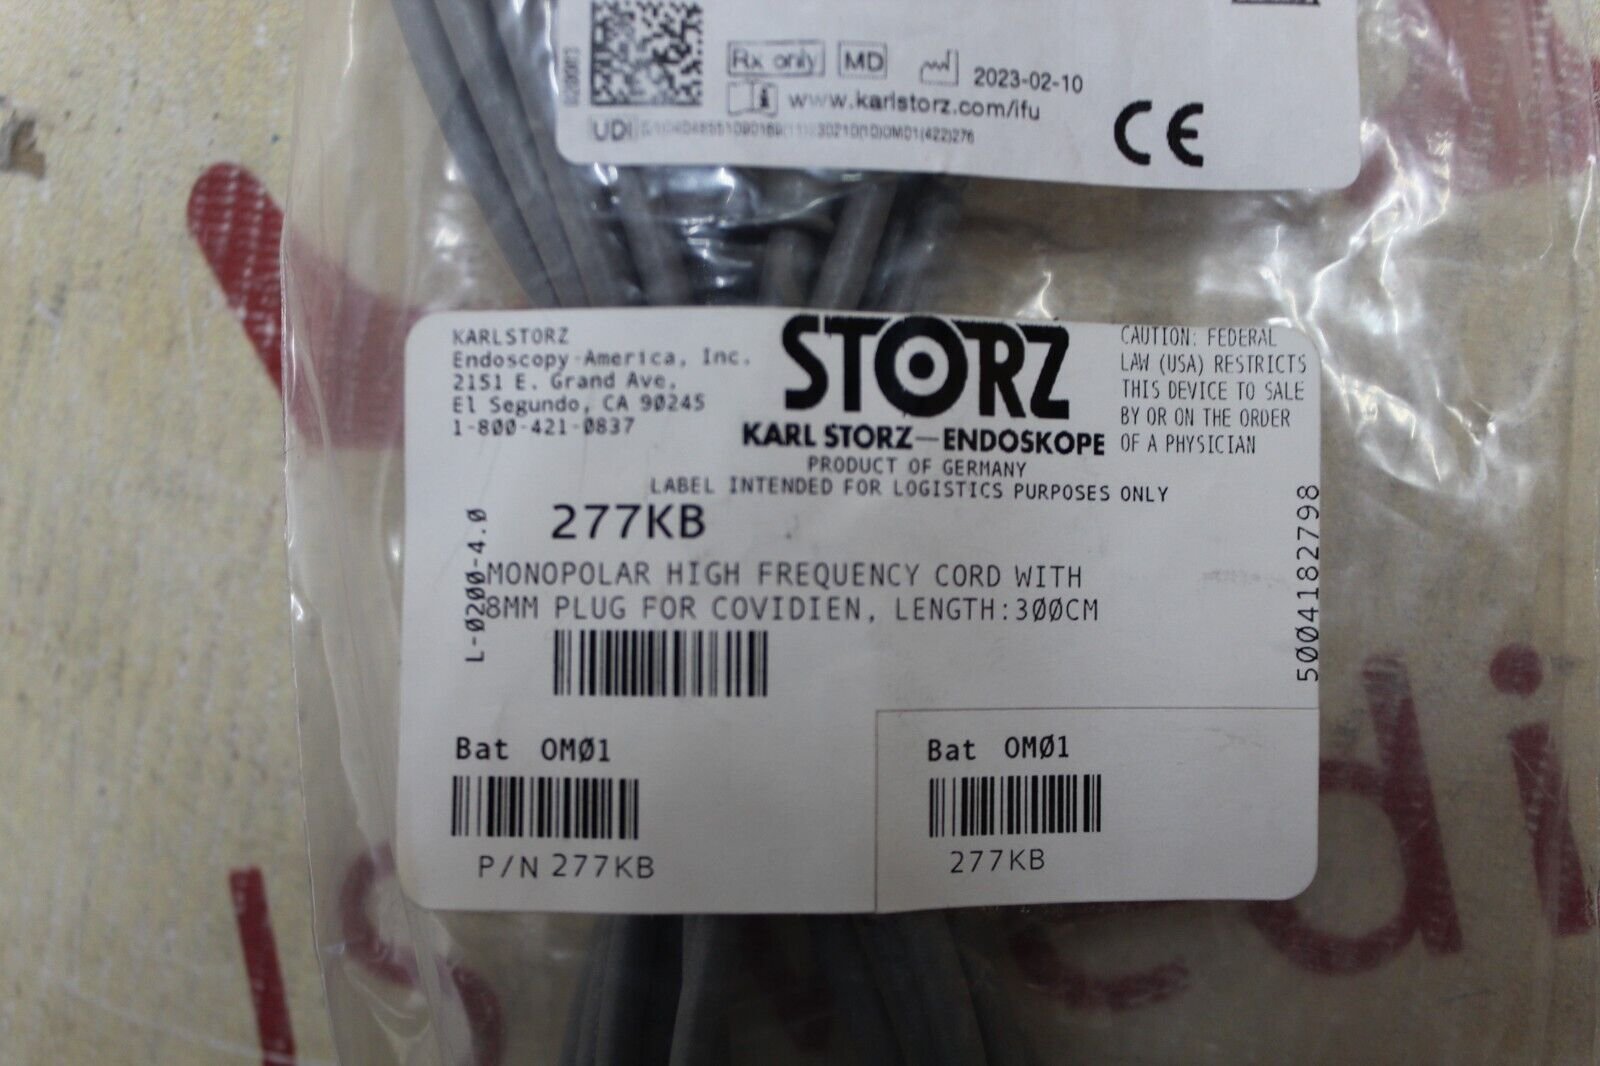 Rx only MD 2023-02-10
www.karlstorz.com/ifu
UDI
CE
KARL STORZ
Endoscopy-America, Inc.
2151 E. Grand Ave.
El Segundo, CA 90245
1-800-421-0837
STORZ
KARL STORZ—ENDOSKOPE
CAUTION: FEDERAL
LAW (USA) RESTRICTS
THIS DEVICE TO SALE
BY OR ON THE ORDER
OF A PHYSICIAN
PRODUCT OF GERMANY
LABEL INTENDED FOR LOGISTICS PURPOSES ONLY
277KB
L-0200-4.0
MONOPOLAR HIGH FREQUENCY CORD WITH
8MM PLUG FOR COVIDIEN, LENGTH:300CM
5004182798
Bat OM01
P/N 277KB
Bat OM01
277KB